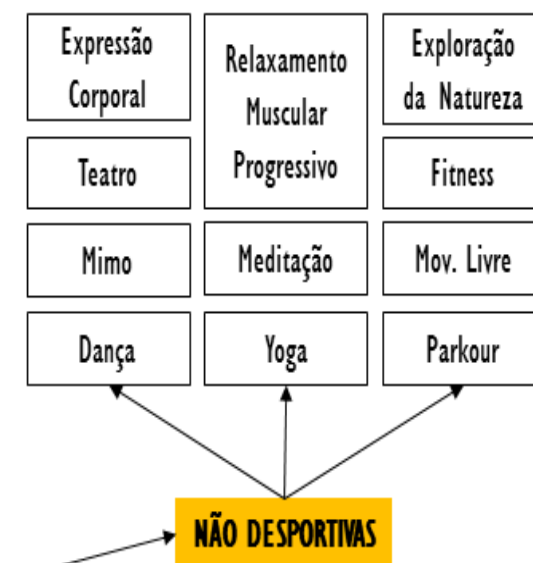 Expressão
Corporal
Teatro
Mimo
Dança
Relaxamento
Muscular
Progressivo
Meditação
Yoga
Exploração
da Natureza
Fitness
Mov. Livre
Parkour
NÃO DESPORTIVAS